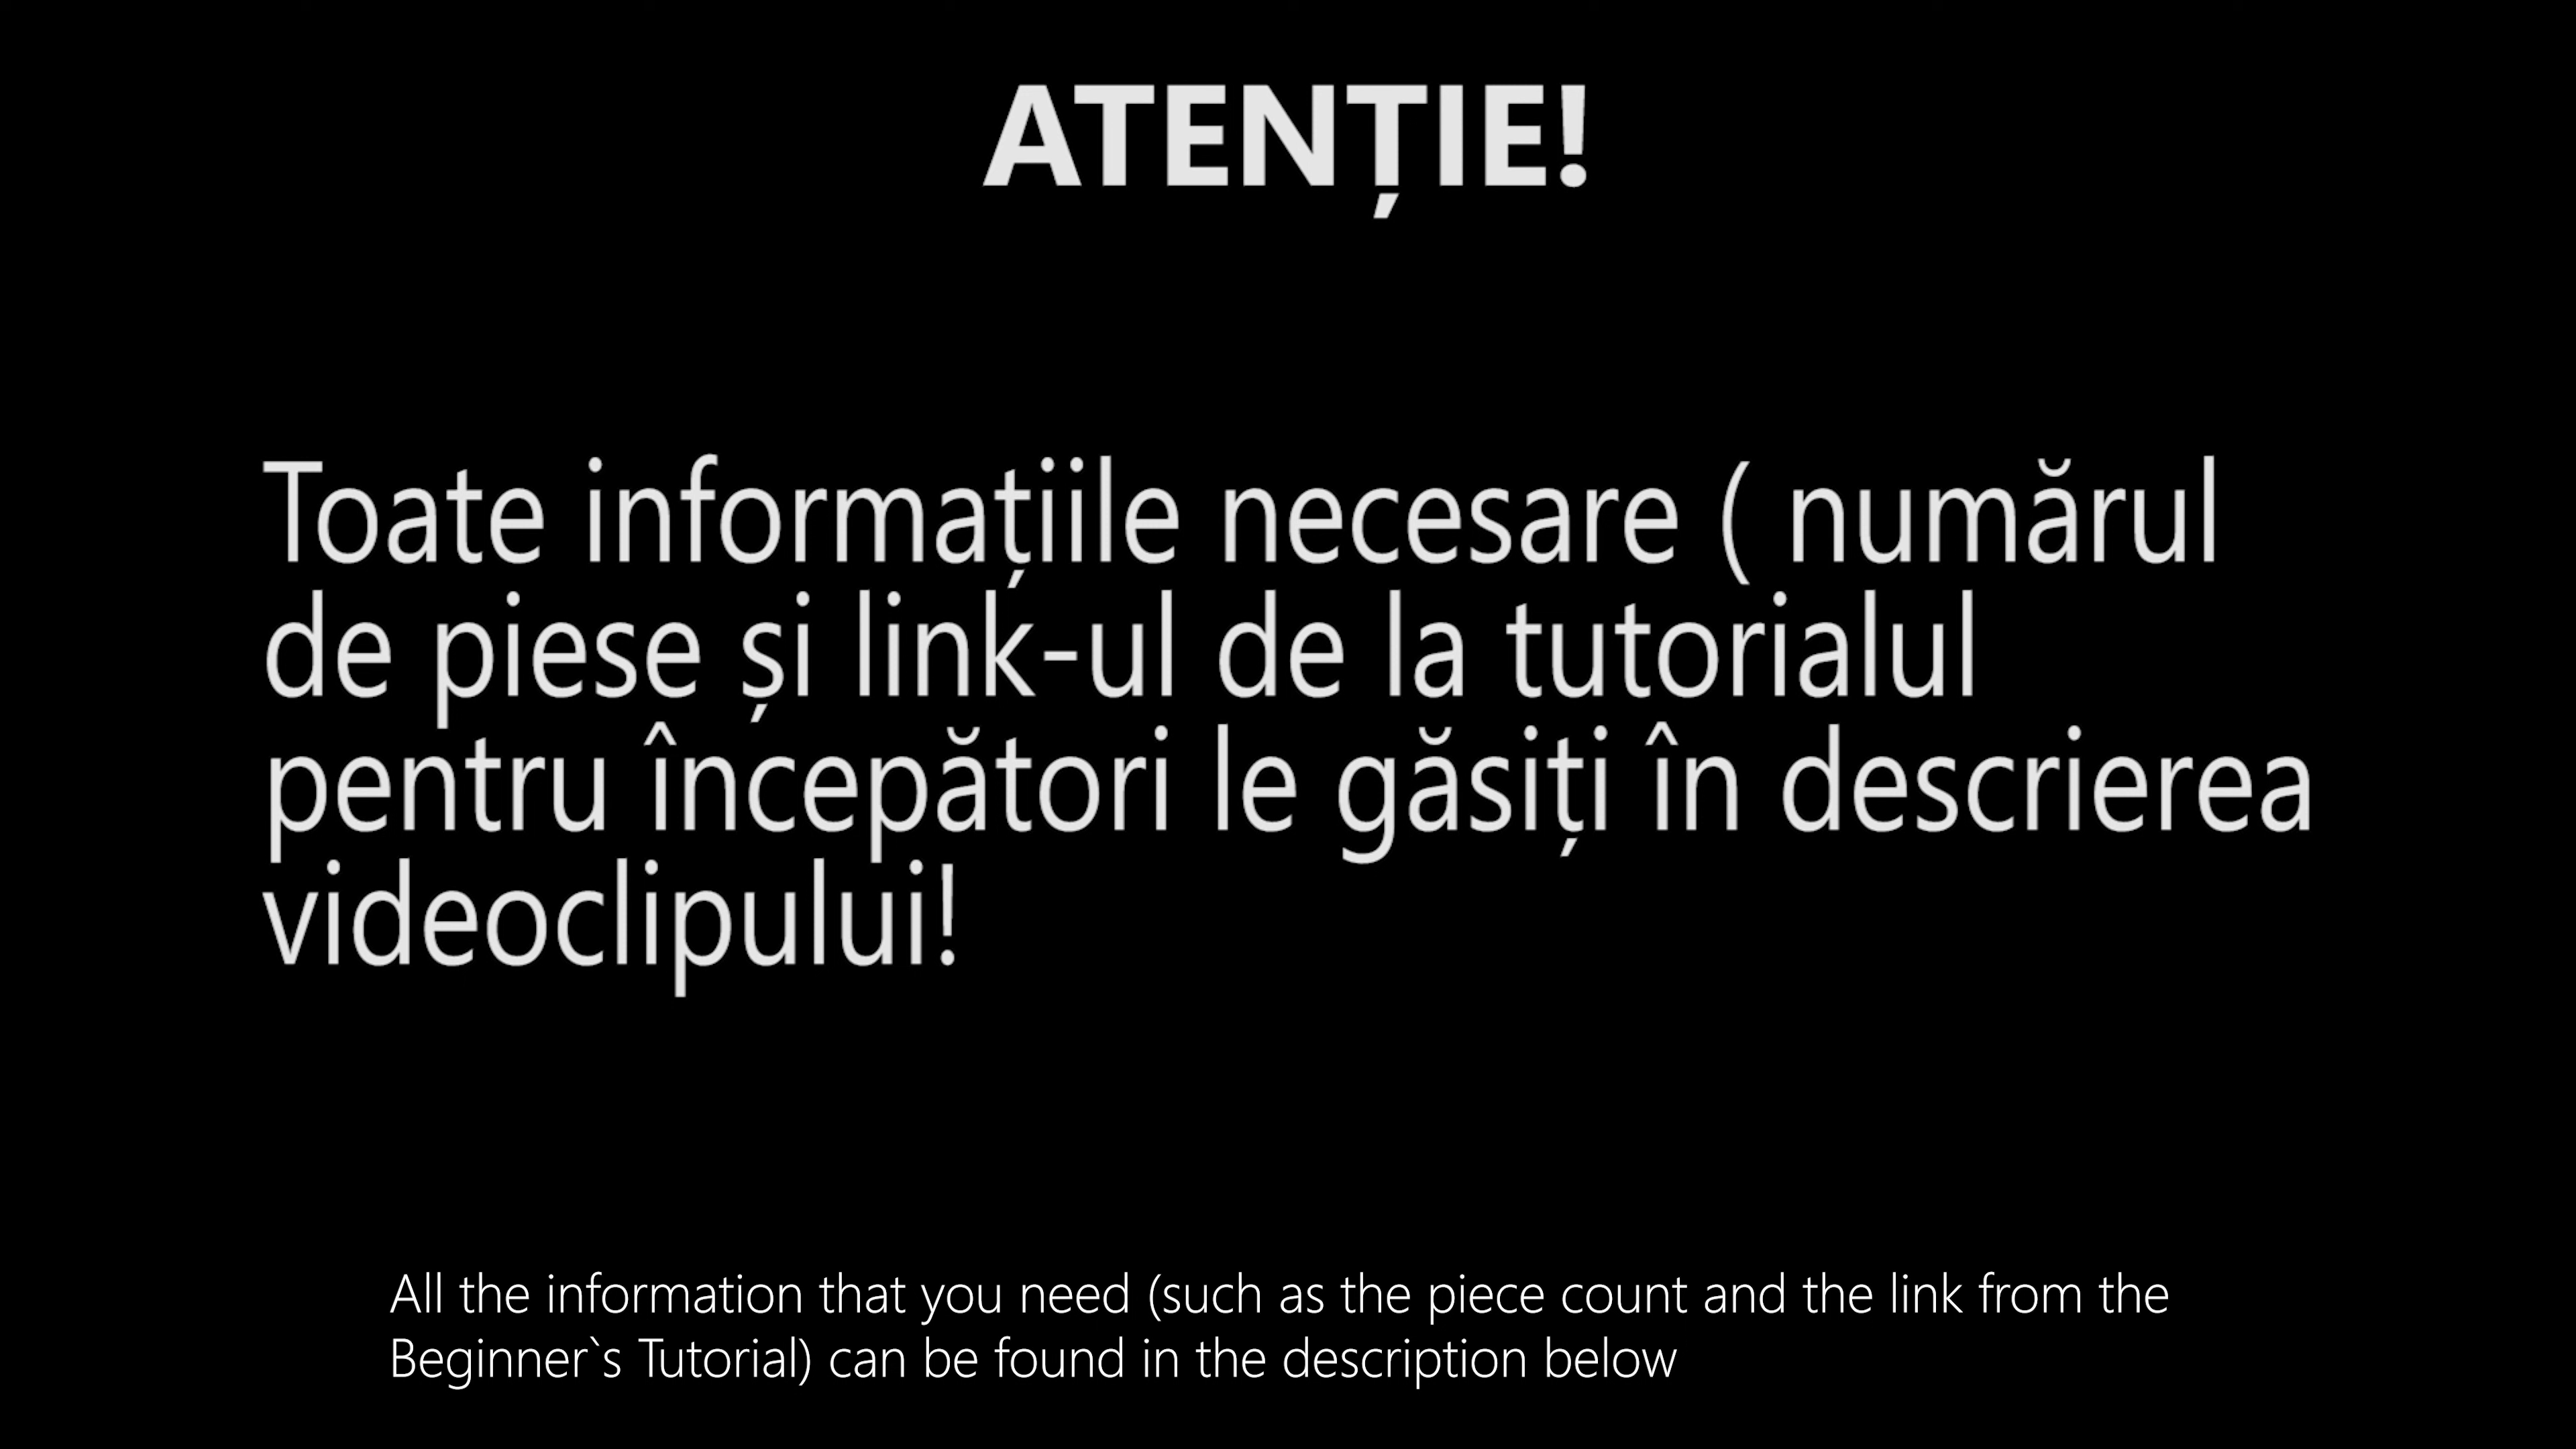 ATENȚIE!
Toate informațiile necesare ( numărul
de piese și link-ul de la tutorialul
pentru începători le găsiți în descrierea
videoclipului!
All the information that you need (such as the piece count and the link from the
Beginner`s Tutorial) can be found in the description below